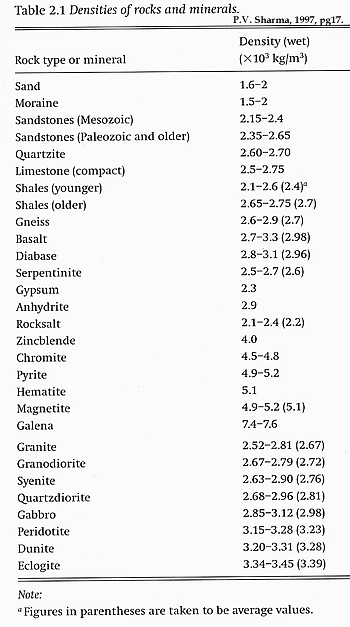 Table 2.1 Densities of rocks and minerals.
P.V. Sharma, 1997, pg17.
Density (wet)
Rock type or mineral (×10³ kg/m³)
Sand 1.6–2
Moraine 1.5–2
Sandstones (Mesozoic) 2.15–2.4
Sandstones (Paleozoic and older) 2.35–2.65
Quartzite 2.60–2.70
Limestone (compact) 2.5–2.75
Shales (younger) 2.1–2.6 (2.4)ᵃ
Shales (older) 2.65–2.75 (2.7)
Gneiss 2.6–2.9 (2.7)
Basalt 2.7–3.3 (2.98)
Diabase 2.8–3.1 (2.96)
Serpentinite 2.5–2.7 (2.6)
Gypsum 2.3
Anhydrite 2.9
Rocksalt 2.1–2.4 (2.2)
Zincblende 4.0
Chromite 4.5–4.8
Pyrite 4.9–5.2
Hematite 5.1
Magnetite 4.9–5.2 (5.1)
Galena 7.4–7.6
Granite 2.52–2.81 (2.67)
Granodiorite 2.67–2.79 (2.72)
Syenite 2.63–2.90 (2.76)
Quartzdiorite 2.68–2.96 (2.81)
Gabbro 2.85–3.12 (2.98)
Peridotite 3.15–3.28 (3.23)
Dunite 3.20–3.31 (3.28)
Eclogite 3.34–3.45 (3.39)
Note:
ᵃ Figures in parentheses are taken to be average values.